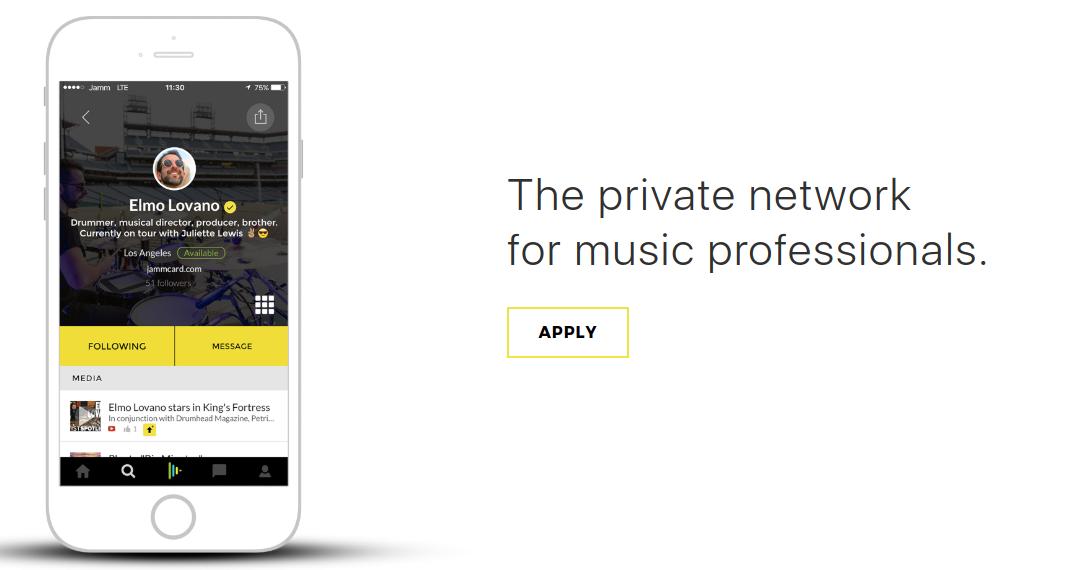 Jamm LTE 11:30 75%
Elmo Lovano
Drummer, musical director, producer, brother.
Currently on tour with Juliette Lewis ✌😎
Los Angeles Available
jammcard.com
51 followers
FOLLOWING MESSAGE
MEDIA
Elmo Lovano stars in King's Fortress
In conjunction with Drumhead Magazine, Petri...
1
The private network
for music professionals.
APPLY